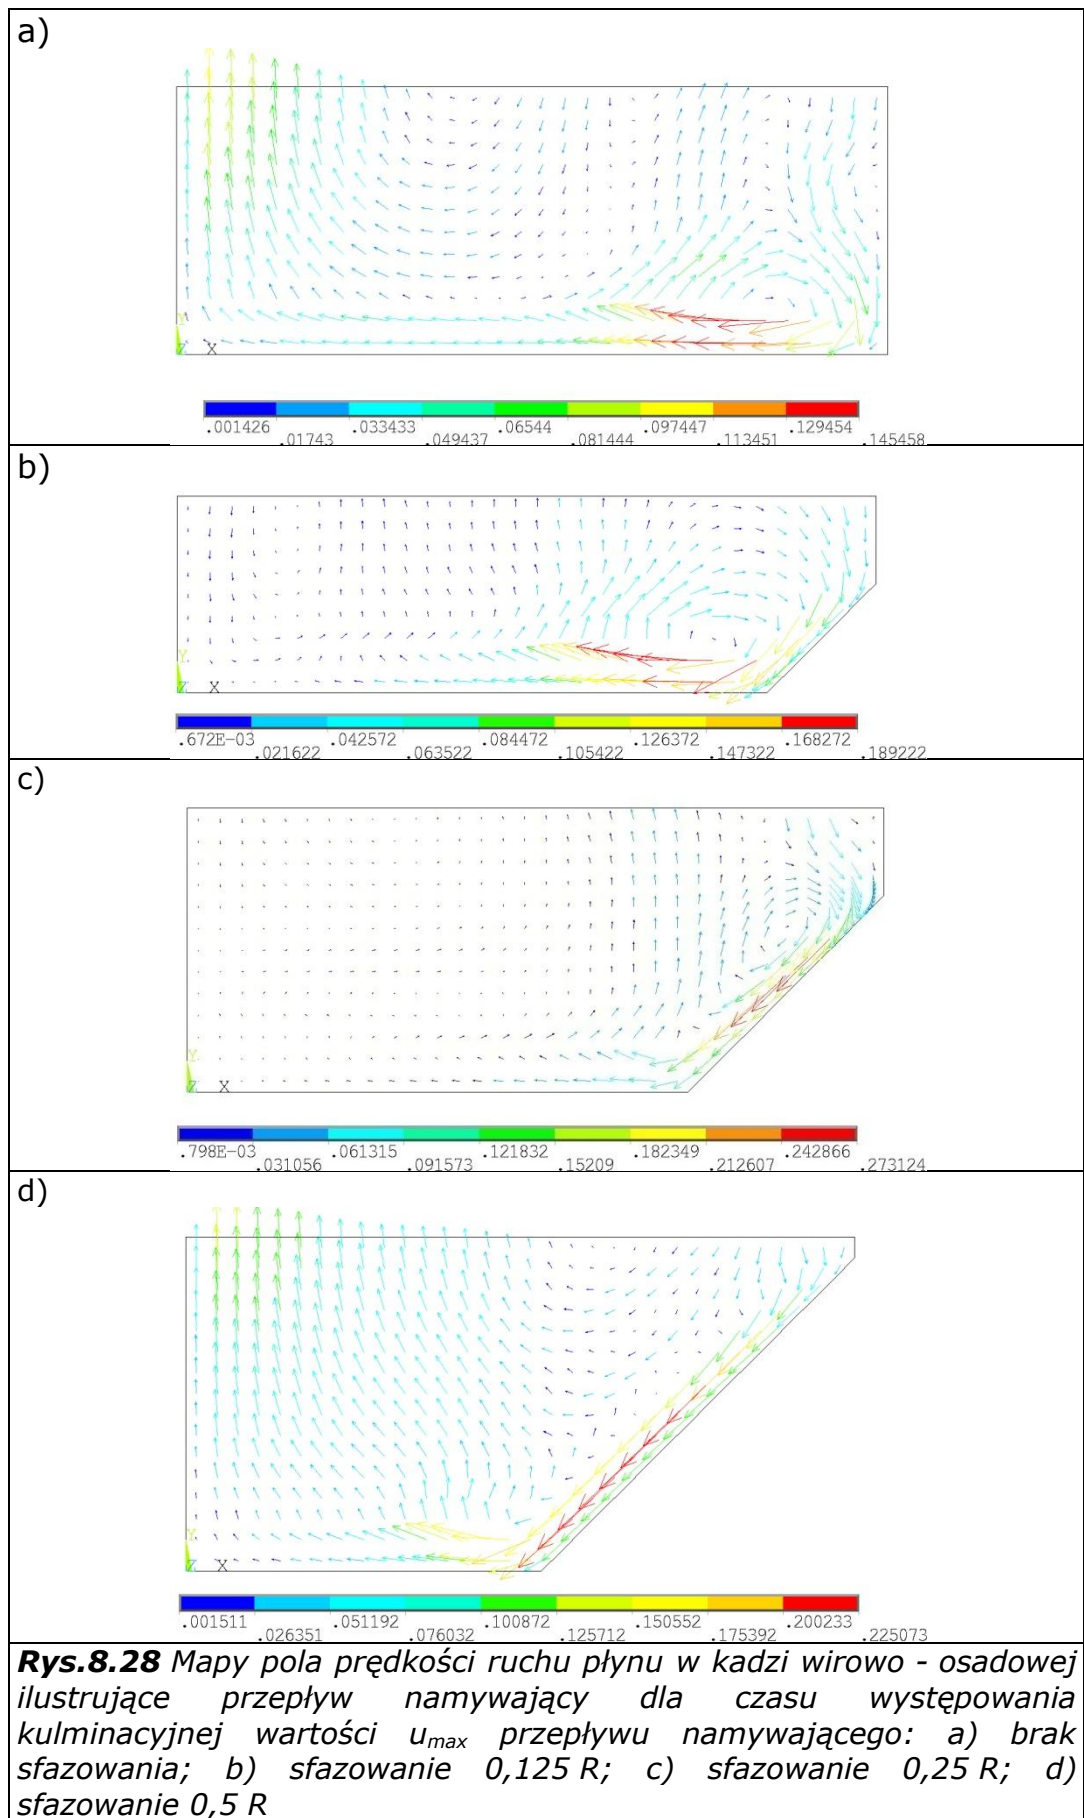 a)
Y
Z X
.001426 .033433 .06544 .097447 .129454
.01743 .049437 .081444 .113451 .145458
b)
Y
Z X
.672E-03 .042572 .084472 .126372 .168272
.021622 .063522 .105422 .147322 .189222
c)
Y
Z X
.798E-03 .061315 .121832 .182349 .242866
.031056 .091573 .15209 .212607 .273124
d)
Y
Z X
.001511 .051192 .100872 .150552 .200233
.026351 .076032 .125712 .175392 .225073
Rys.8.28 Mapy pola prędkości ruchu płynu w kadzi wirowo - osadowej
ilustrujące przepływ namywający dla czasu występowania
kulminacyjnej wartości umax przepływu namywającego: a) brak
sfazowania; b) sfazowanie 0,125 R; c) sfazowanie 0,25 R; d)
sfazowanie 0,5 R